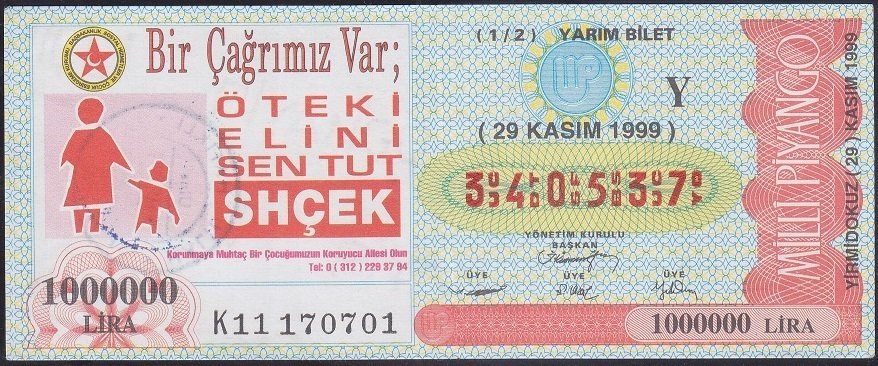 Bir Çağrımız Var;
ÖTEKİ
ELİNİ
SEN TUT
SHÇEK
Korunmaya Muhtaç Bir Çocuğumuzun Koruyucu Ailesi Olun
Tel: 0 ( 312 ) 229 37 94
1000000
LİRA
K11 170701
( 1/2 ) YARIM BİLET
MP
Y
( 29 KASIM 1999 )
3 4 0 5 3 7
YÖNETİM KURULU
BAŞKAN
ÜYE ÜYE ÜYE
1000000 LİRA
MİLLİ PİYANGO
YİRMİDOKUZ ( 29 ) KASIM 1999